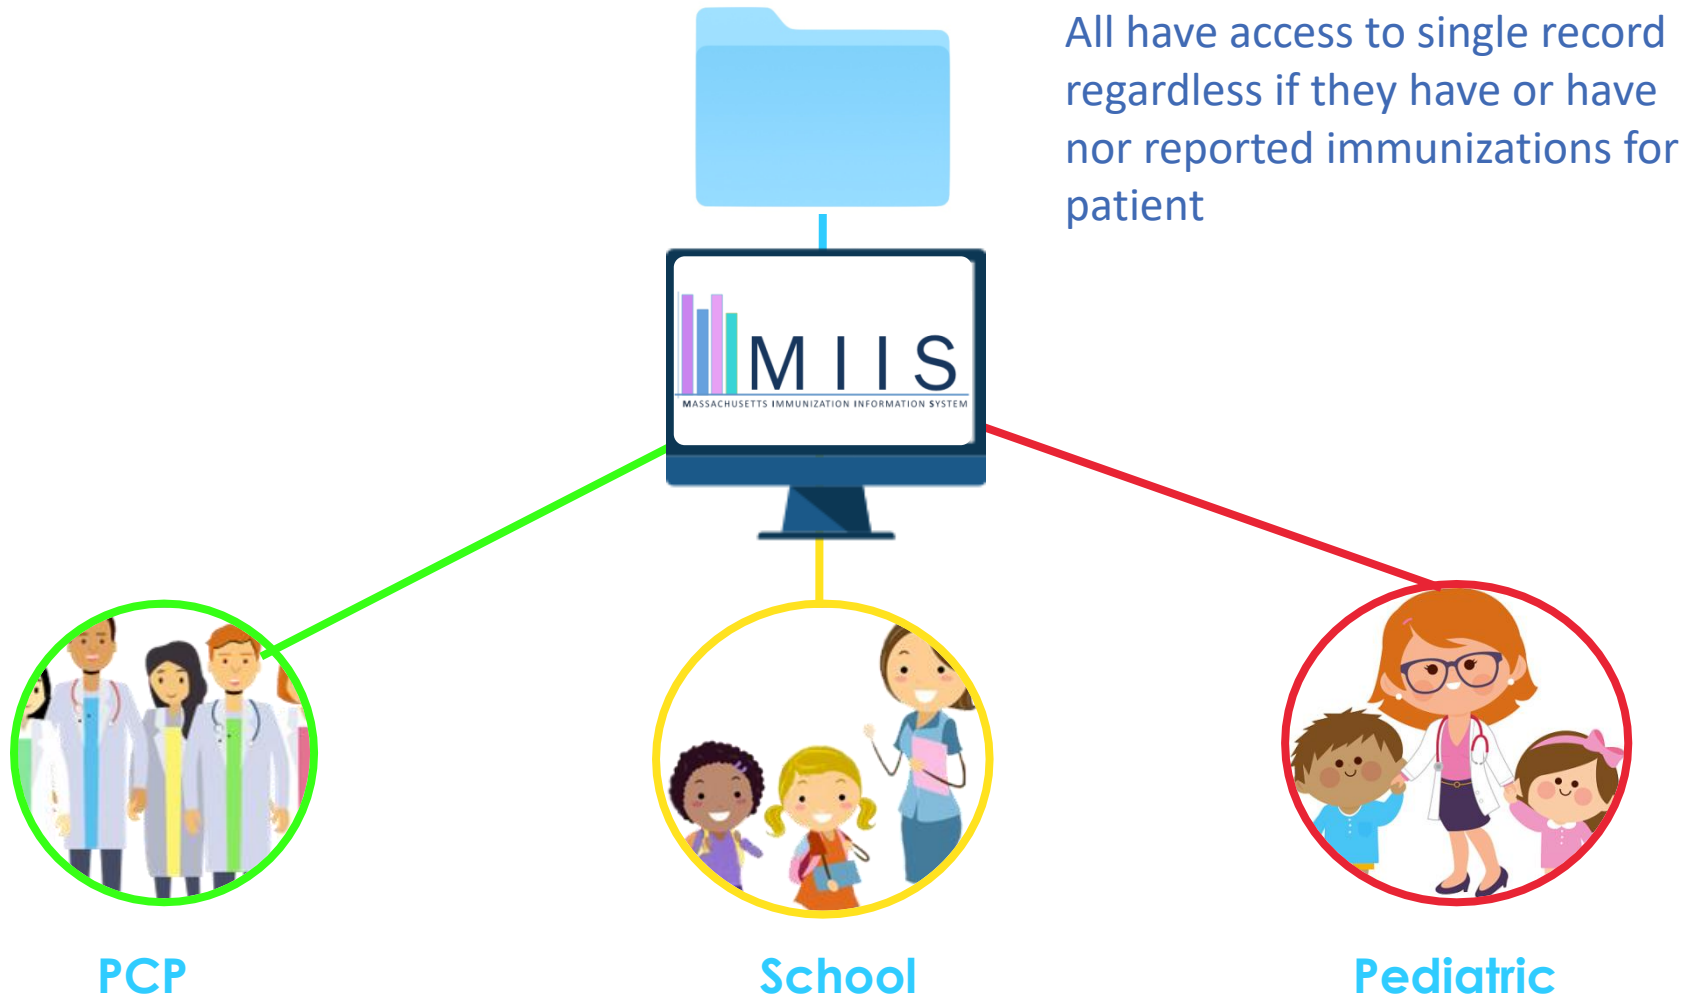 All have access to single record
regardless if they have or have
nor reported immunizations for
patient
MIIS
MASSACHUSETTS IMMUNIZATION INFORMATION SYSTEM
PCP
School
Pediatric